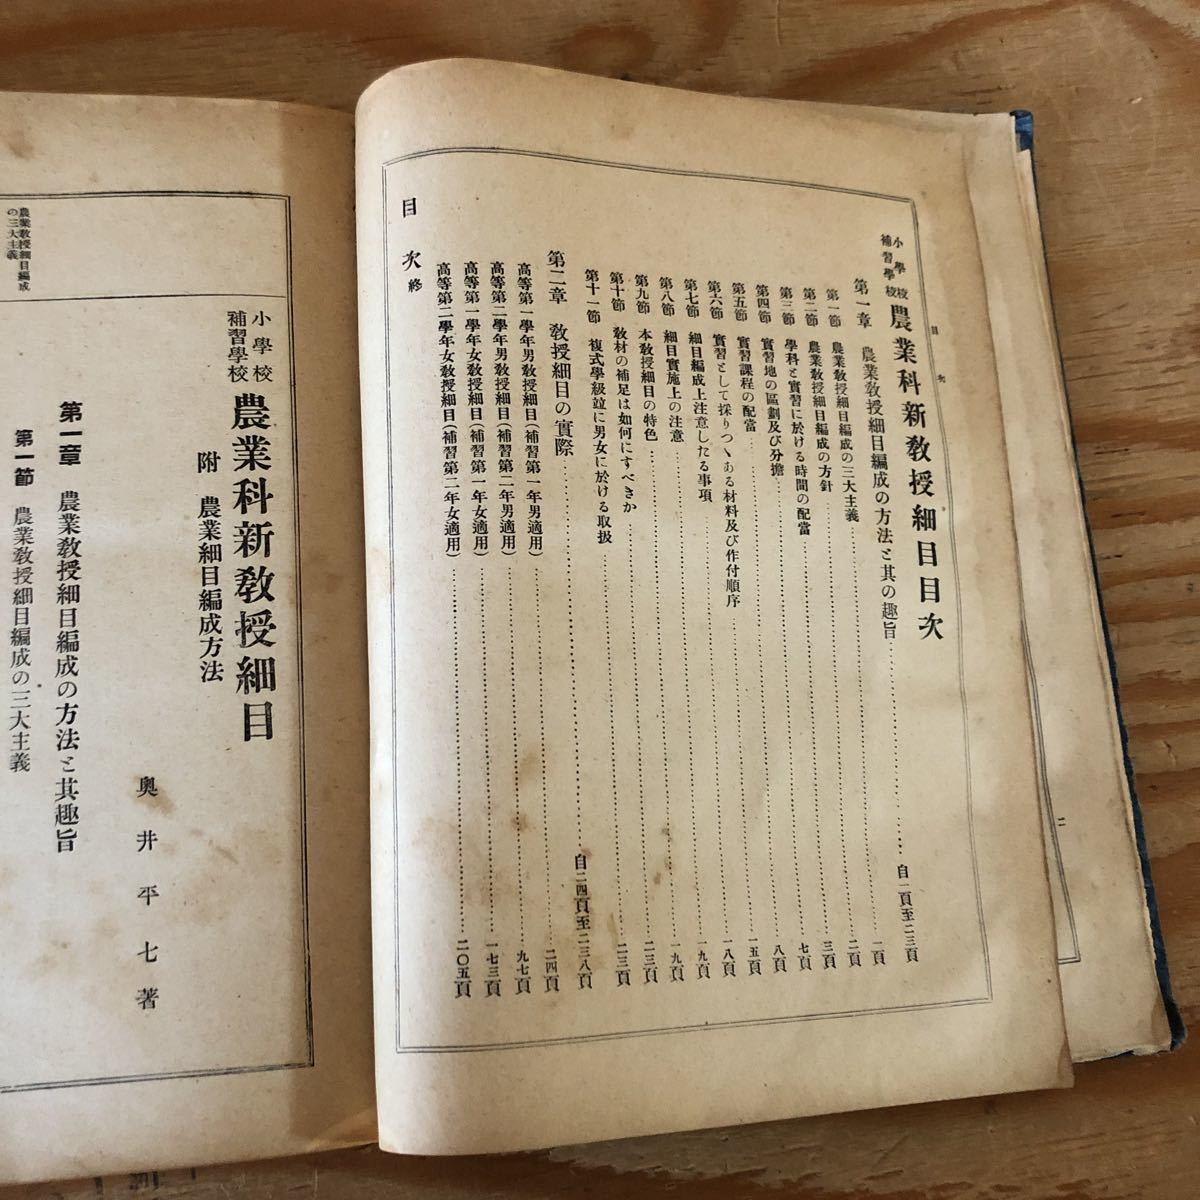 小學校
補習學校 農業科新敎授細目目次
目次
第一章 農業敎授細目編成の方法と其の趣旨…………自一頁至二三頁
第一節 農業敎授細目編成の三大主義…………一頁
第二節 農業敎授細目編成の方針…………二頁
第三節 學科と實習に於ける時間の配當…………三頁
第四節 實習地の區劃及び分擔…………七頁
第五節 實習課程の配當…………八頁
第六節 實習として採りつゝある材料及び作付順序…………一五頁
第七節 細目編成上注意したる事項…………一八頁
第八節 細目實施上の注意…………一九頁
第九節 本敎授細目の特色…………一九頁
第十節 敎材の補足は如何にすべきか…………二三頁
第十一節 複式學級竝に男女に於ける取扱…………二三頁
第二章 敎授細目の實際…………自二四頁至二三八頁
高等第一學年男敎授細目(補習第一年男適用)…………二四頁
高等第二學年男敎授細目(補習第二年男適用)…………九七頁
高等第一學年女敎授細目(補習第一年女適用)…………一七三頁
高等第二學年女敎授細目(補習第二年女適用)…………二〇五頁
目次終
二
小學校
補習學校 農業科新敎授細目
附 農業細目編成方法
奧井平七著
第一章 農業敎授細目編成の方法と其趣旨
第一節 農業敎授細目編成の三大主義
農業敎授細目編成
の三大主義